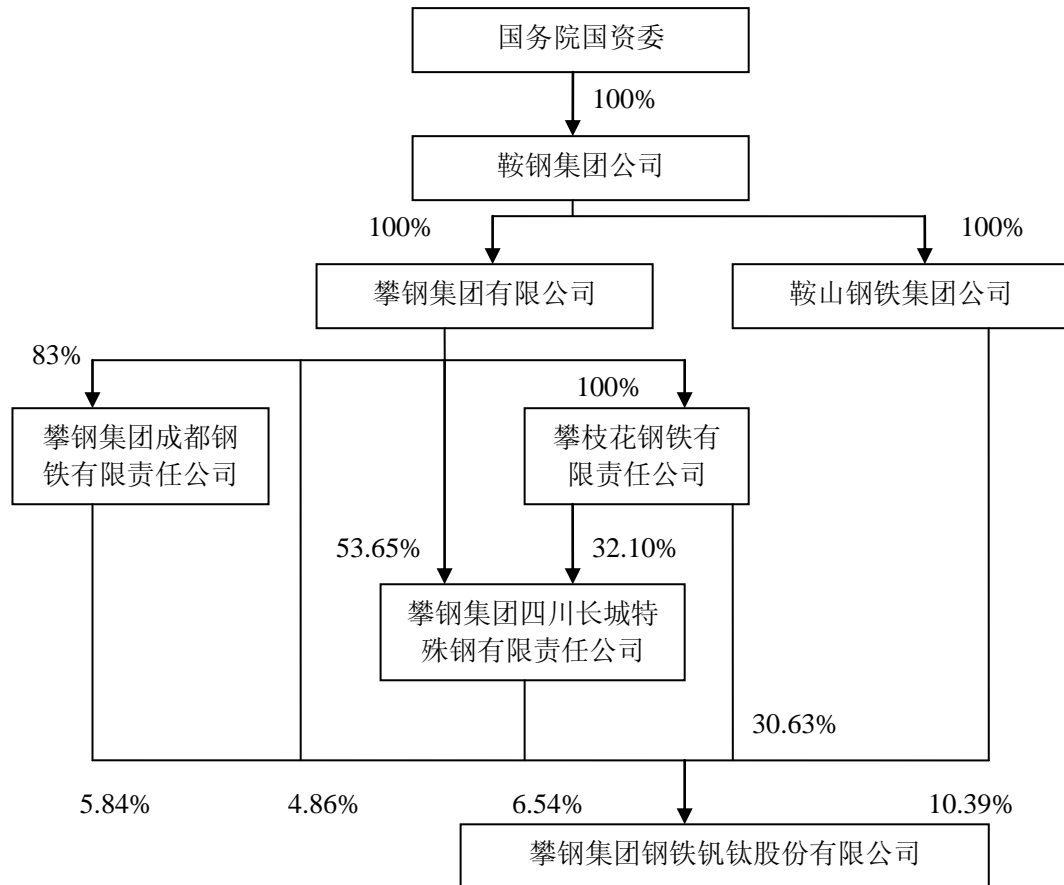 国务院国资委
100%
鞍钢集团公司
100%
100%
攀钢集团有限公司
鞍山钢铁集团公司
83%
100%
攀钢集团成都钢
铁有限责任公司
攀枝花钢铁有
限责任公司
53.65%
32.10%
攀钢集团四川长城特
殊钢有限责任公司
30.63%
5.84%
4.86%
6.54%
10.39%
攀钢集团钢铁钒钛股份有限公司